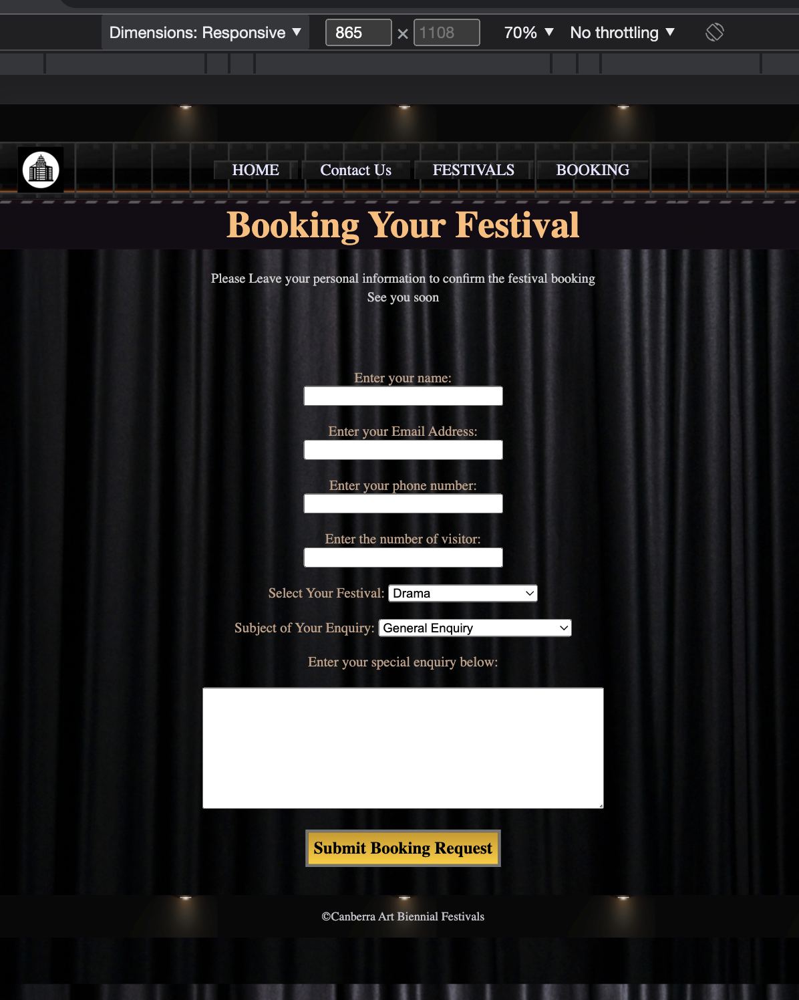 Dimensions: Responsive ▼ 865 × 1108 70% ▼ No throttling ▼
HOME Contact Us FESTIVALS BOOKING
Booking Your Festival
Please Leave your personal information to confirm the festival booking
See you soon
Enter your name:
Enter your Email Address:
Enter your phone number:
Enter the number of visitor:
Select Your Festival: Drama
Subject of Your Enquiry: General Enquiry
Enter your special enquiry below:
Submit Booking Request
©Canberra Art Biennial Festivals